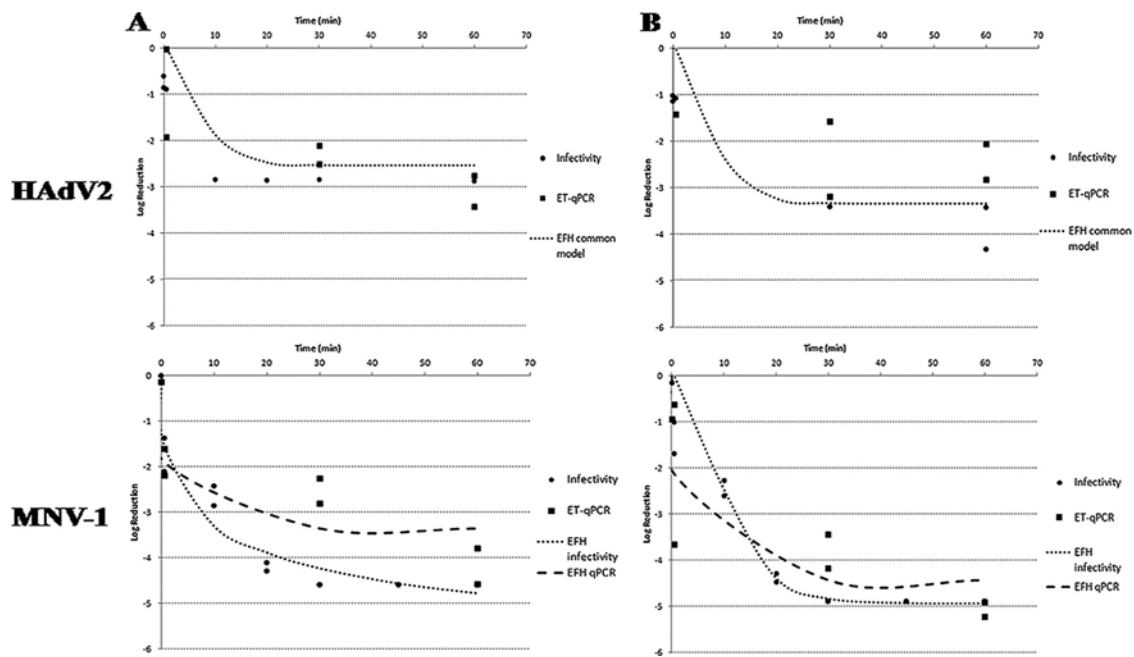 A
B
Time (min)
0 10 20 30 40 50 60 70
0
-1
-2
-3
-4
-5
-6
Log Reduction
HAdV2
Infectivity
ET-qPCR
EFH common
model
Time (min)
0 10 20 30 40 50 60 70
0
-1
-2
-3
-4
-5
-6
Log Reduction
Infectivity
ET-qPCR
EFH common
model
Time (min)
0 10 20 30 40 50 60 70
0
-1
-2
-3
-4
-5
-6
Log Reduction
MNV-1
Infectivity
ET-qPCR
EFH
infectivity
EFH qPCR
Time (min)
0 10 20 30 40 50 60 70
0
-1
-2
-3
-4
-5
-6
Log Reduction
Infectivity
ET-qPCR
EFH
infectivity
EFH qPCR